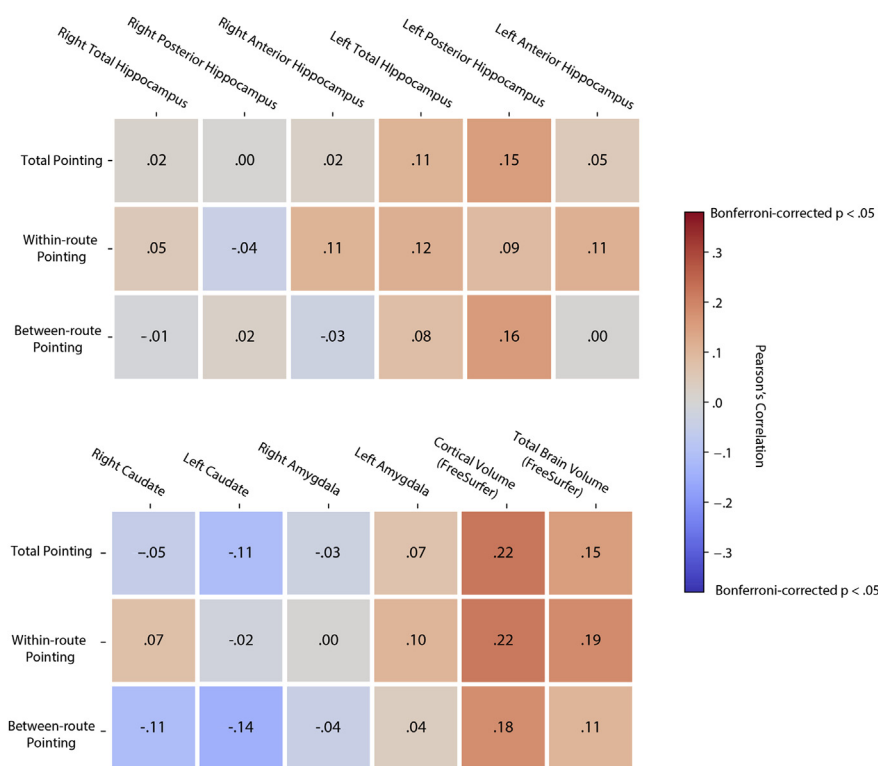 Right Total Hippocampus
Right Posterior Hippocampus
Right Anterior Hippocampus
Left Total HIppocampus
Left Posterior Hippocampus
Left Anterior Hippocampus
Total Pointing
.02 .00 .02 .11 .15 .05
Within-route
Pointing
.05 -.04 .11 .12 .09 .11
Between-route
Pointing
-.01 .02 -.03 .08 .16 .00
Bonferroni-corrected p < .05
.3
.2
.1
.0
-.1
-.2
-.3
Bonferroni-corrected p < .05
Pearson's Correlation
Right Caudate
Left Caudate
Right Amygdala
Left Amygdala
Cortical Volume
(FreeSurfer)
Total Brain Volume
(FreeSurfer)
Total Pointing
-.05 -.11 -.03 .07 .22 .15
Within-route
Pointing
.07 -.02 .00 .10 .22 .19
Between-route
Pointing
-.11 -.14 -.04 .04 .18 .11